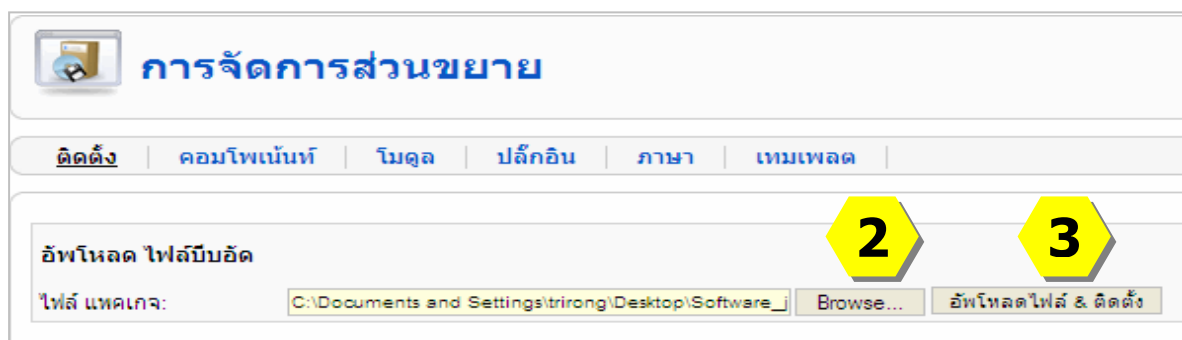 การจัดการส่วนขยาย
ติดตั้ง | คอมโพเน้นท์ | โมดูล | ปลั๊กอิน | ภาษา | เทมเพลต |
2 3
อัพโหลด ไฟล์บีบอัด
ไฟล์ แพคเกจ: C:\Documents and Settings\trirong\Desktop\Software_j Browse... อัพโหลดไฟล์ & ติดตั้ง